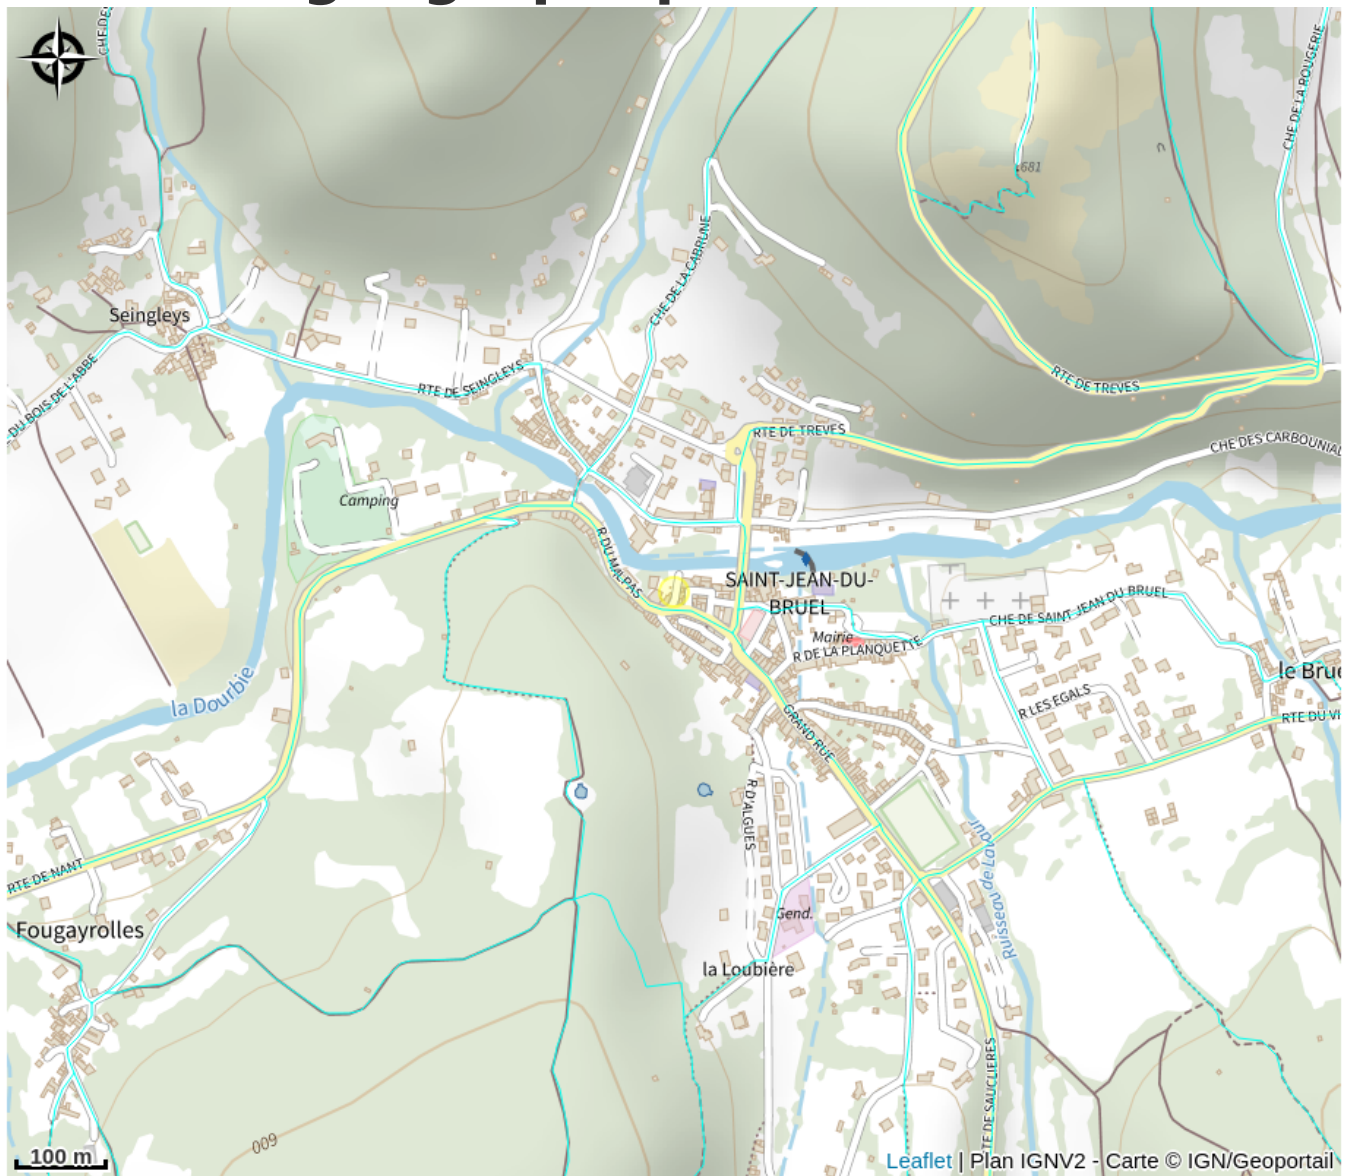 CHE DES
CHE DE LA ROUGERIE
681
CHE DE LA CABRUNE
Seingleys
DU BOIS DE L'ABBE
RTE DE SEINGLEYS
RTE DE TREVES
RTE DE TREVES
CHE DES CARBOUNIAL
Camping
R DU MALPAS
SAINT-JEAN-DU-
BRUEL
CHE DE SAINT JEAN DU BRUEL
Mairie
R DE LA PLANQUETTE
le Brue
la Dourbie
R LES EGALS
RTE DU VI
GRAND RUE
R D'ALGUES
RTE DE NANT
Ruisseau de Lavaur
Gend.
Fougayrolles
la Loubière
TE DE SAUCLIERES
600
100 m
Leaflet | Plan IGNV2 - Carte © IGN/Geoportail